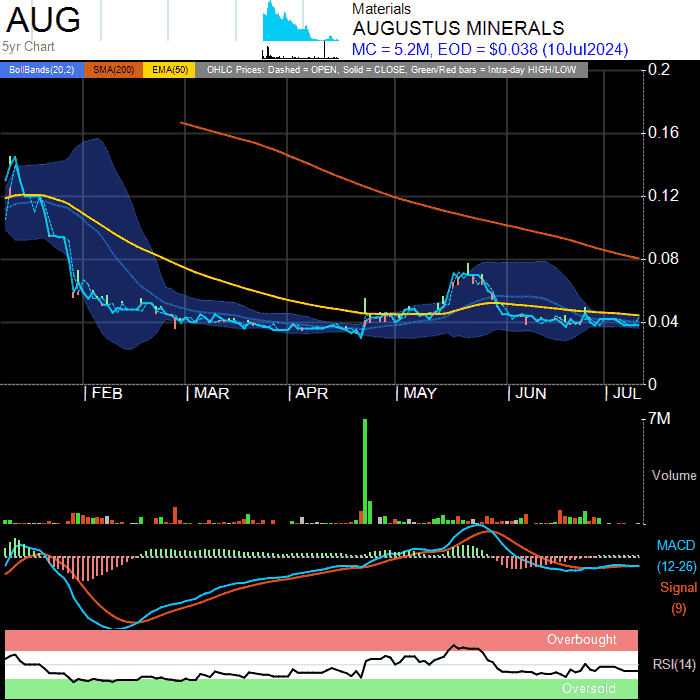 AUG
5yr Chart
Materials
AUGUSTUS MINERALS
MC = 5.2M, EOD = $0.038 (10Jul2024)
BollBands(20,2) SMA(200) EMA(50) OHLC Prices: Dashed = OPEN, Solid = CLOSE, Green/Red bars = Intra-day HIGH/LOW
0.2
0.16
0.12
0.08
0.04
0
| FEB | MAR | APR | MAY | JUN | JUL
7M
Volume
MACD
(12-26)
Signal
(9)
Overbought
RSI(14)
Oversold